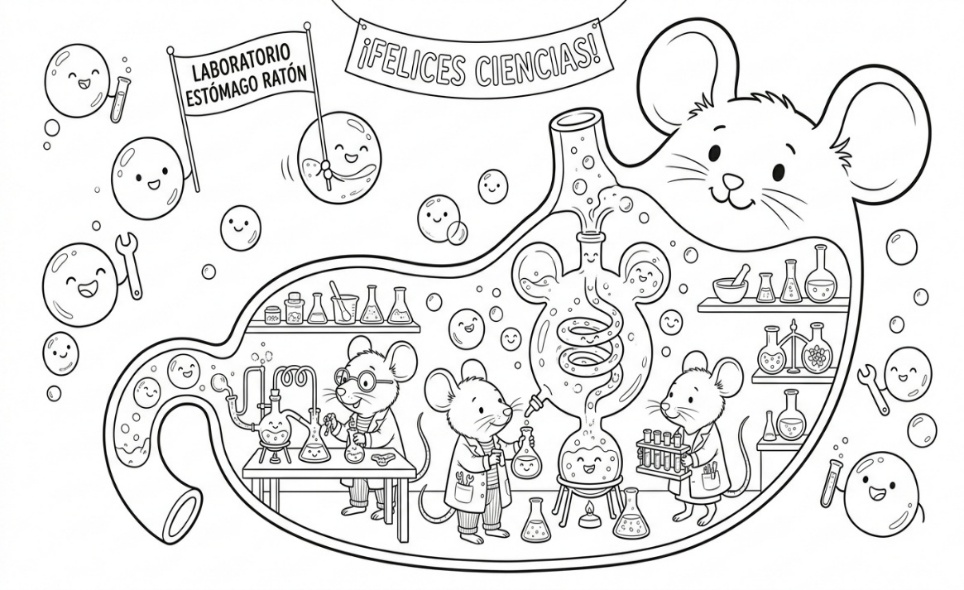 LABORATORIO
ESTÓMAGO RATÓN
¡FELICES CIENCIAS!